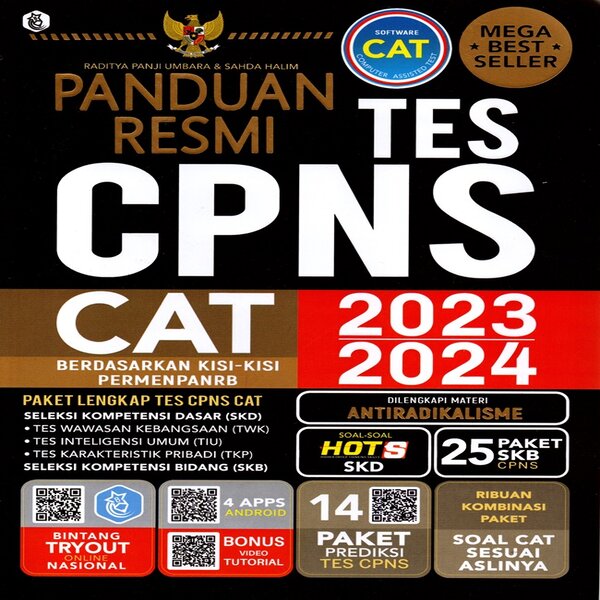 SOFTWARE
CAT
COMPUTER ASSISTED TEST
MEGA
BEST
SELLER
RADITYA PANJI UMBARA & SAHDA HALIM
PANDUAN
RESMI
TES
CPNS
CAT
BERDASARKAN KISI-KISI
PERMENPANRB
2023
2024
PAKET LENGKAP TES CPNS CAT
SELEKSI KOMPETENSI DASAR (SKD)
• TES WAWASAN KEBANGSAAN (TWK)
• TES INTELIGENSI UMUM (TIU)
• TES KARAKTERISTIK PRIBADI (TKP)
SELEKSI KOMPETENSI BIDANG (SKB)
DILENGKAPI MATERI
ANTIRADIKALISME
SOAL-SOAL
HOTS
SKD
25 PAKET
SKB
CPNS
BINTANG
TRYOUT
ONLINE
NASIONAL
4 APPS
ANDROID
BONUS
VIDEO
TUTORIAL
14
PAKET
PREDIKSI
TES CPNS
RIBUAN
KOMBINASI
PAKET
SOAL CAT
SESUAI
ASLINYA